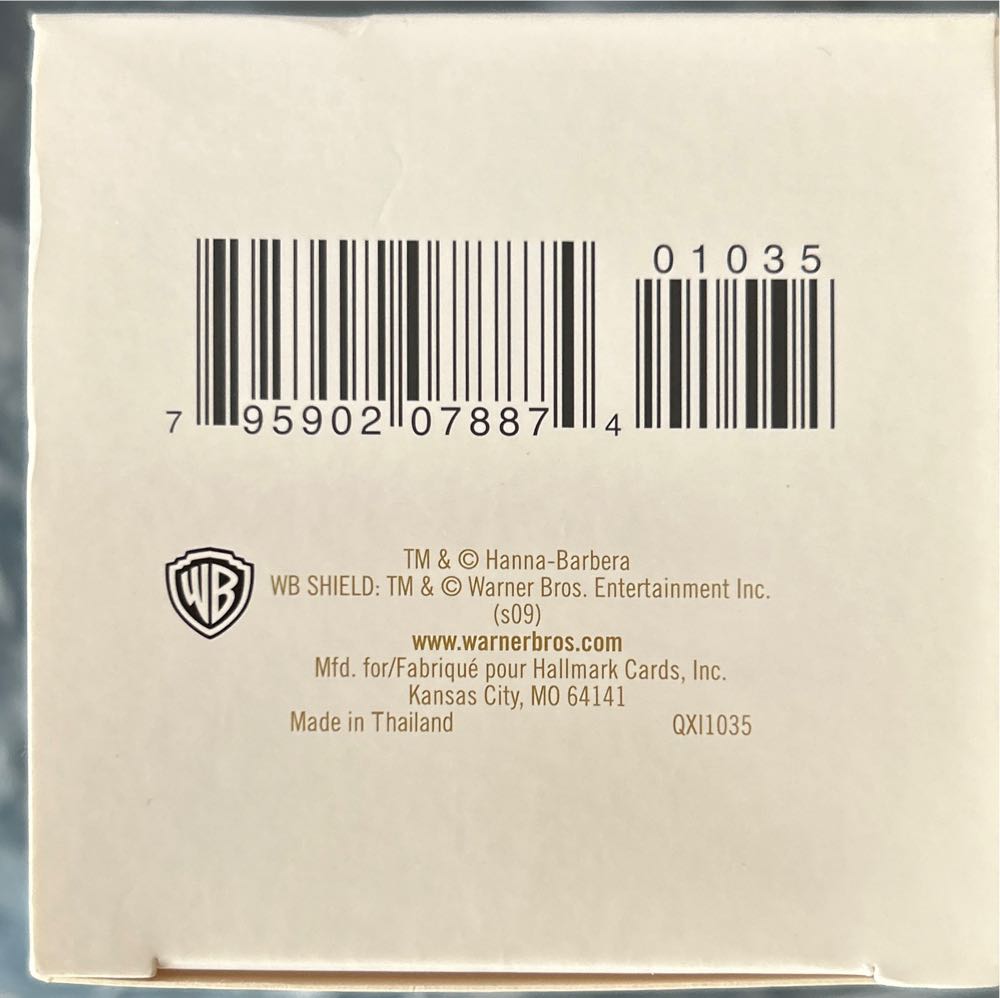 01035
7 95902 07887 4
WB
TM & © Hanna-Barbera
WB SHIELD: TM & © Warner Bros. Entertainment Inc.
(s09)
www.warnerbros.com
Mfd. for/Fabriqué pour Hallmark Cards, Inc.
Kansas City, MO 64141
Made in Thailand QXI1035